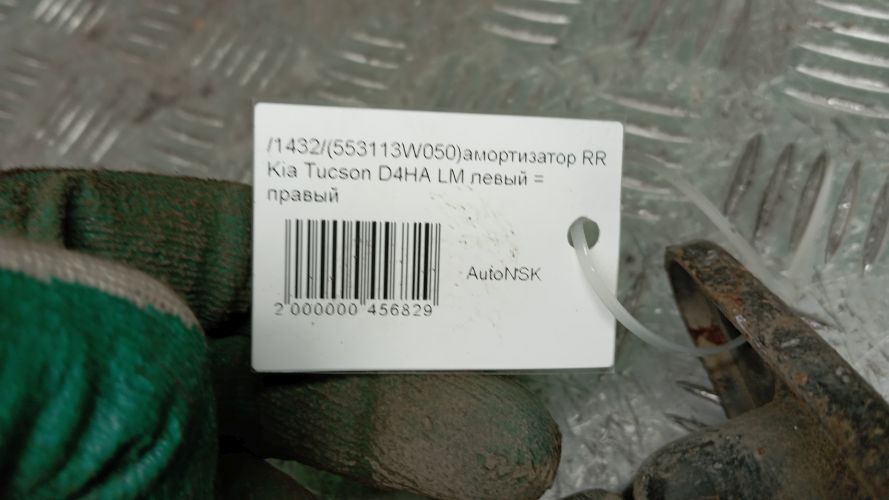 /1432/(553113W050)амортизатор RR
Kia Tucson D4HA LM левый =
правый
AutoNSK
2 000000 456829